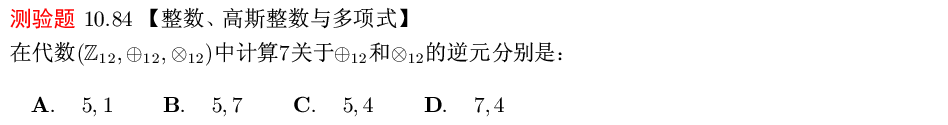 测验题 10.84 【整数、高斯整数与多项式】
在代数(ℤ₁₂, ⊕₁₂, ⊗₁₂)中计算7关于⊕₁₂和⊗₁₂的逆元分别是：
A. 5, 1 B. 5, 7 C. 5, 4 D. 7, 4